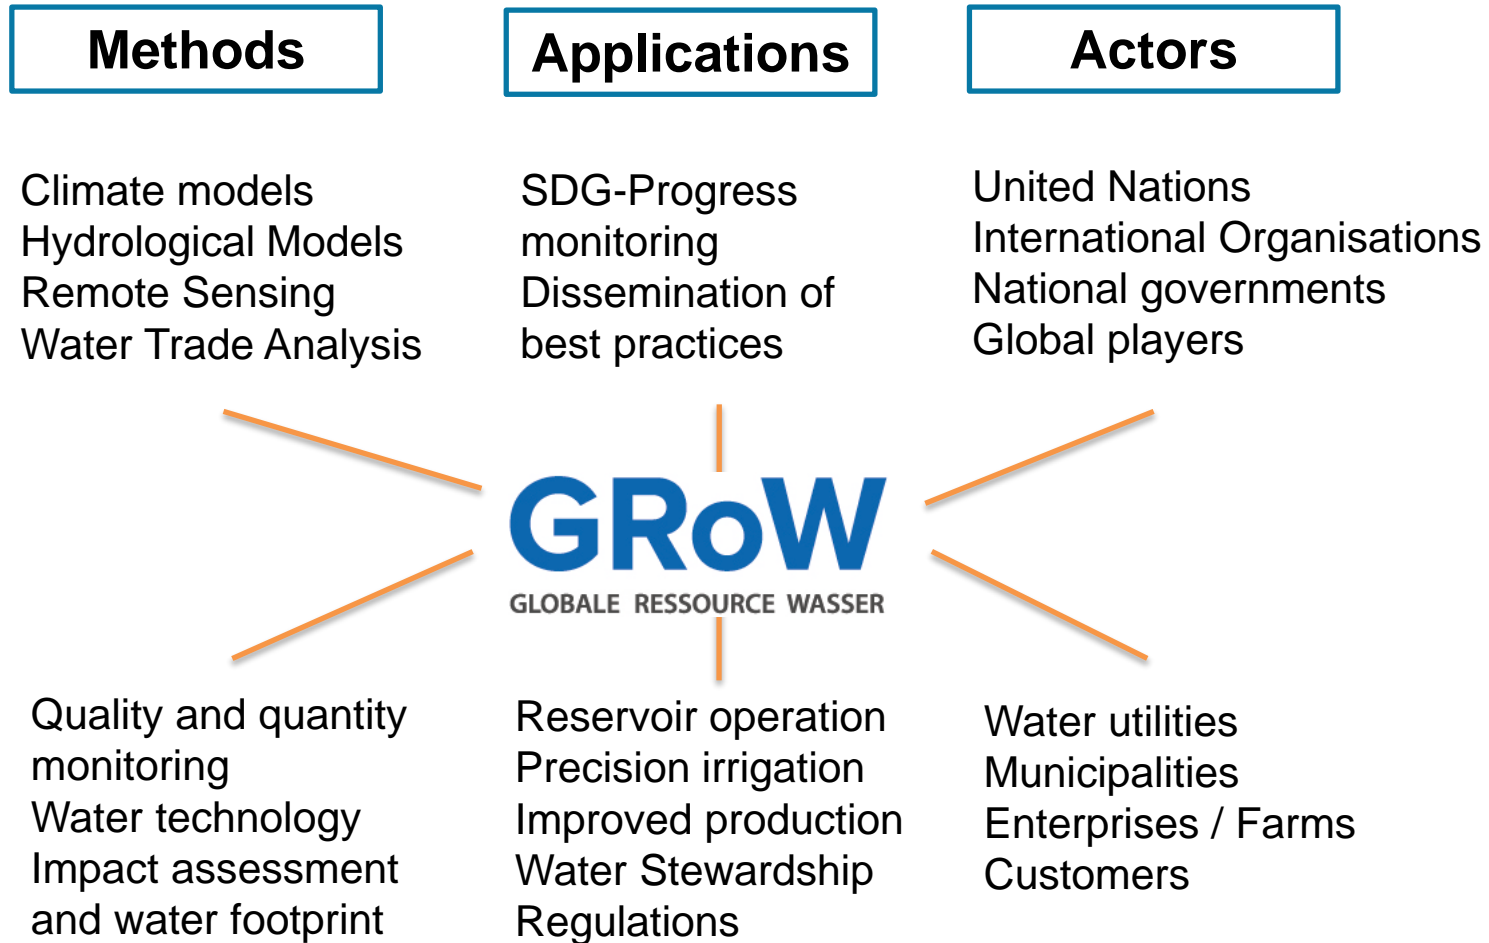 Methods
Applications
Actors
Climate models
Hydrological Models
Remote Sensing
Water Trade Analysis
SDG-Progress
monitoring
Dissemination of
best practices
United Nations
International Organisations
National governments
Global players
GRoW
GLOBALE RESSOURCE WASSER
Quality and quantity
monitoring
Water technology
Impact assessment
and water footprint
Reservoir operation
Precision irrigation
Improved production
Water Stewardship
Regulations
Water utilities
Municipalities
Enterprises / Farms
Customers